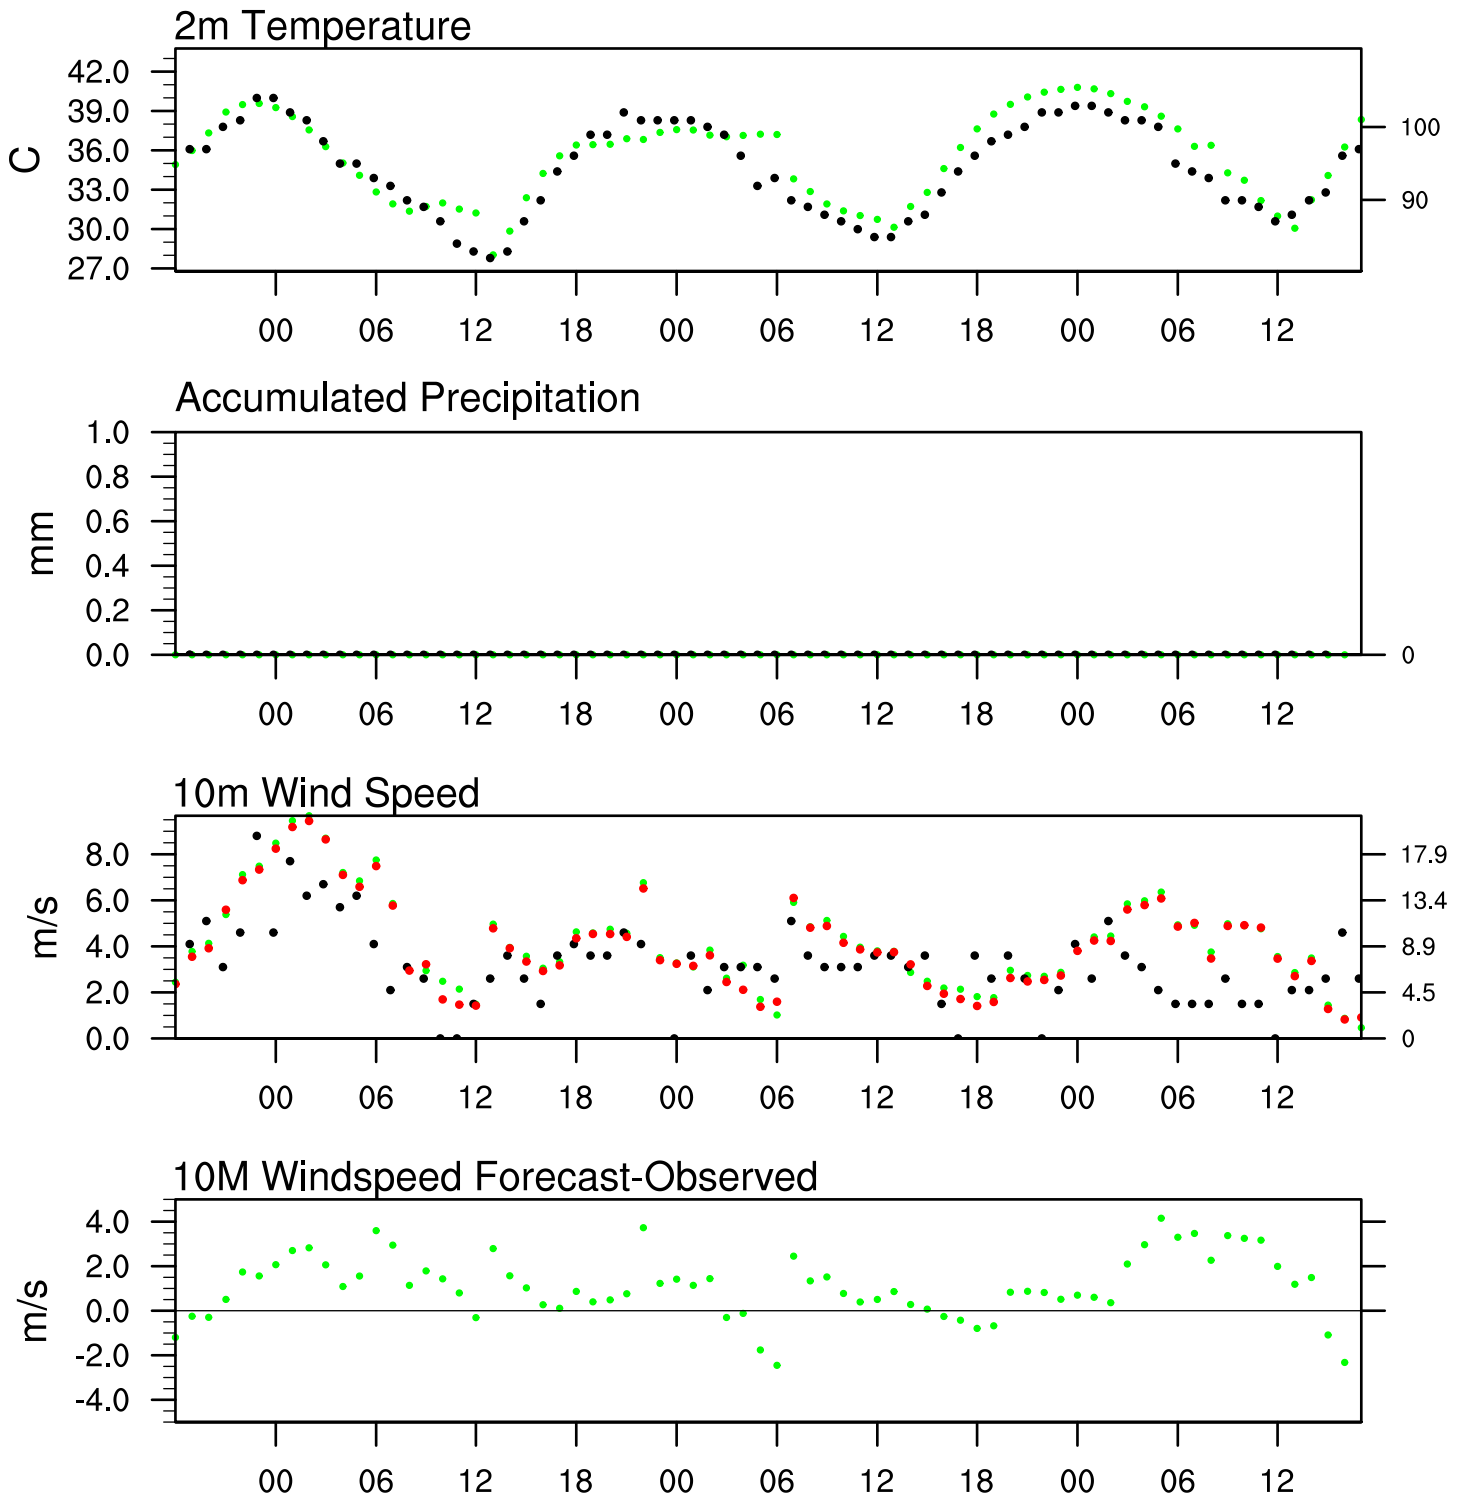 2m Temperature
42.0
39.0
36.0
33.0
30.0
27.0
C
100
90
00 06 12 18 00 06 12 18 00 06 12
Accumulated Precipitation
1.0
0.8
0.6
0.4
0.2
0.0
mm
0
00 06 12 18 00 06 12 18 00 06 12
10m Wind Speed
8.0
6.0
4.0
2.0
0.0
m/s
17.9
13.4
8.9
4.5
0
00 06 12 18 00 06 12 18 00 06 12
10M Windspeed Forecast-Observed
4.0
2.0
0.0
-2.0
-4.0
m/s
00 06 12 18 00 06 12 18 00 06 12